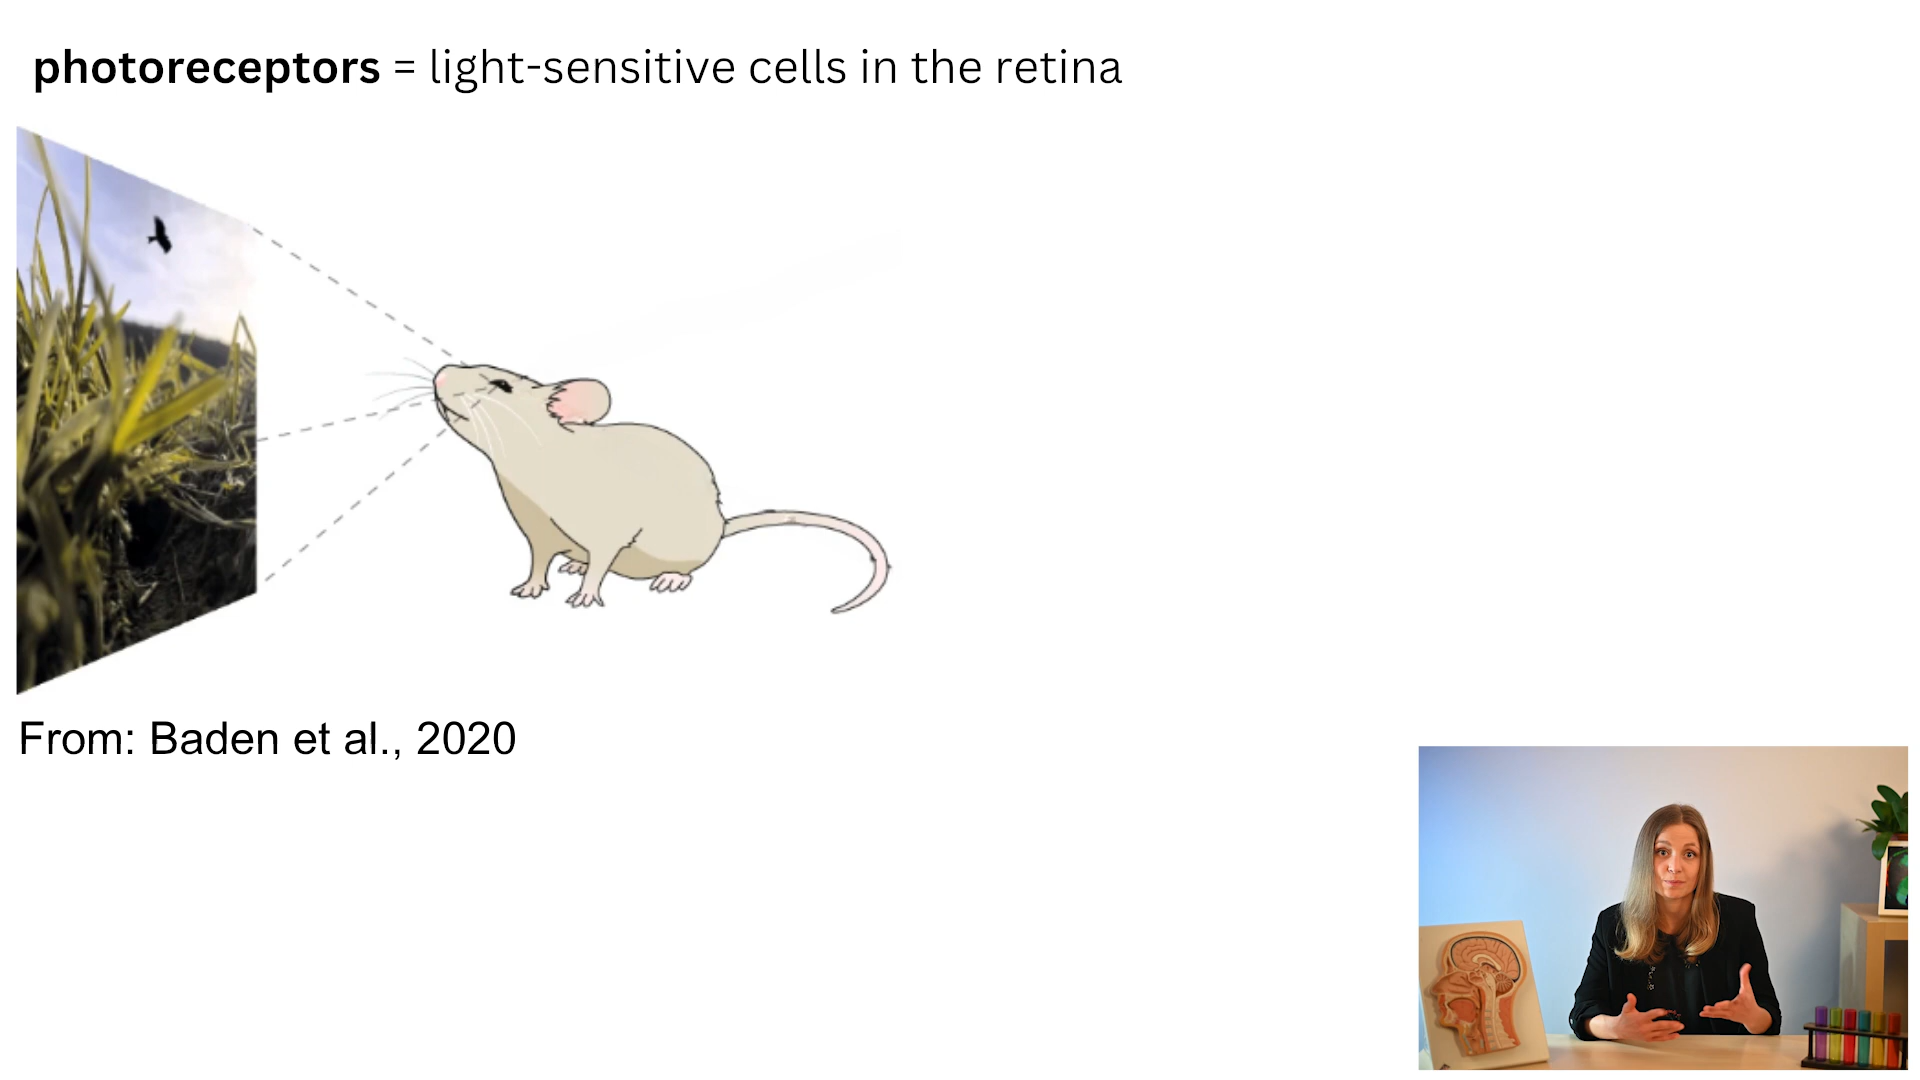 photoreceptors = light-sensitive cells in the retina
From: Baden et al., 2020